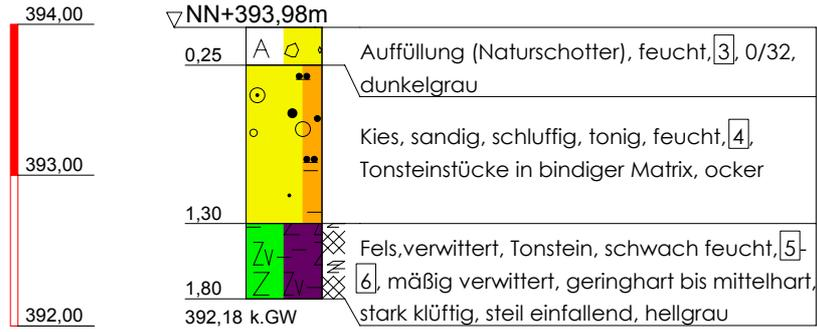 394,00
NN+393,98m
A
0,25
Auffüllung (Naturschotter), feucht, 3, 0/32,
dunkelgrau
Kies, sandig, schluffig, tonig, feucht, 4,
Tonsteinstücke in bindiger Matrix, ocker
393,00
1,30
Zv
Z Zv
Fels,verwittert, Tonstein, schwach feucht, 5-
6, mäßig verwittert, geringhart bis mittelhart,
stark klüftig, steil einfallend, hellgrau
1,80
392,18 k.GW
392,00